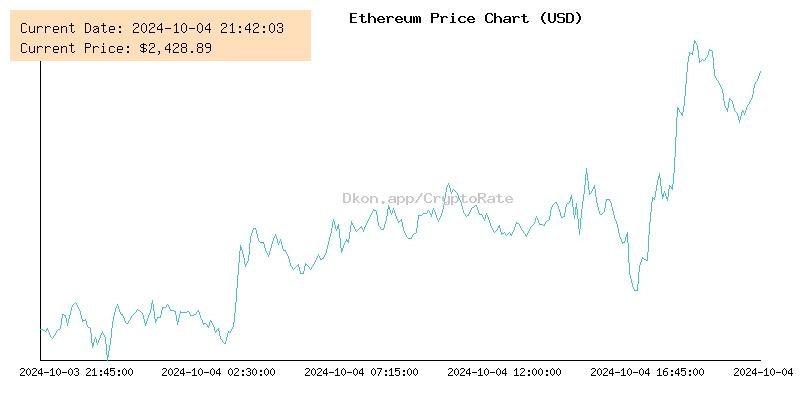 Ethereum Price Chart (USD)
Current Date: 2024-10-04 21:42:03
Current Price: $2,428.89
Dkon.app/CryptoRate
2024-10-03 21:45:00
2024-10-04 02:30:00
2024-10-04 07:15:00
2024-10-04 12:00:00
2024-10-04 16:45:00
2024-10-04